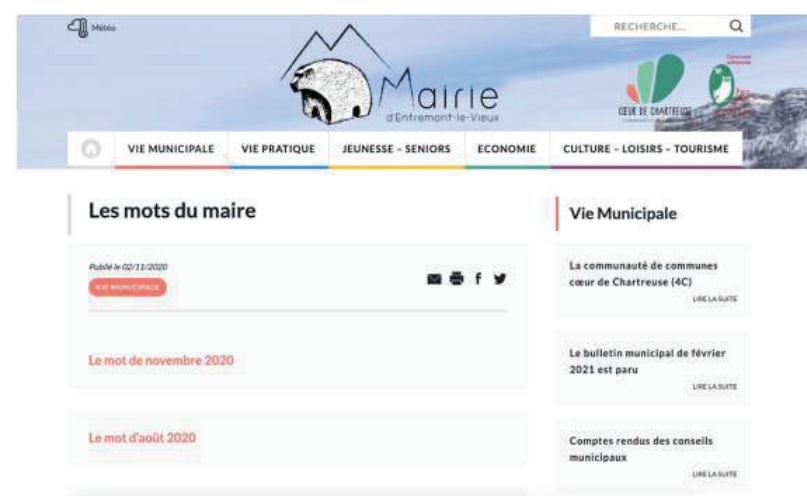 Météo
RECHERCHE...
Mairie
d'Entremont-le-Vieux
CŒUR DE CHARTREUSE
VIE MUNICIPALE
VIE PRATIQUE
JEUNESSE – SENIORS
ECONOMIE
CULTURE – LOISIRS – TOURISME
Les mots du maire
Publié le 02/11/2020
VIE MUNICIPALE
Le mot de novembre 2020
Le mot d'août 2020
Vie Municipale
La communauté de communes
cœur de Chartreuse (4C)
LIRE LA SUITE
Le bulletin municipal de février
2021 est paru
LIRE LA SUITE
Comptes rendus des conseils
municipaux
LIRE LA SUITE